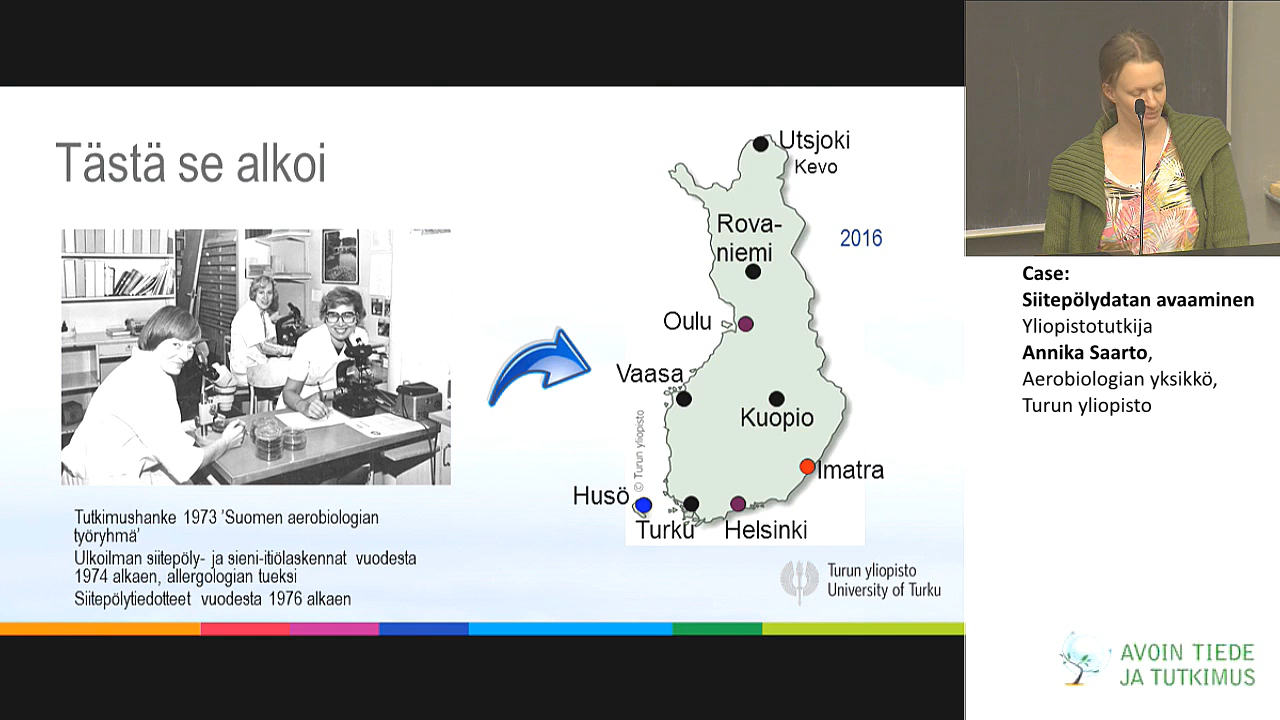 Tästä se alkoi
Tutkimushanke 1973 'Suomen aerobiologian
työryhmä'
Ulkoilman siitepöly- ja sieni-itiölaskennat vuodesta
1974 alkaen, allergologian tueksi
Siitepölytiedotteet vuodesta 1976 alkaen
Utsjoki
Kevo
Rova-
niemi
2016
Oulu
Vaasa
Kuopio
© Turun yliopisto
Imatra
Husö
Turku
Helsinki
Turun yliopisto
University of Turku
Case:
Siitepölydatan avaaminen
Yliopistotutkija
Annika Saarto,
Aerobiologian yksikkö,
Turun yliopisto
AVOIN TIEDE
JA TUTKIMUS